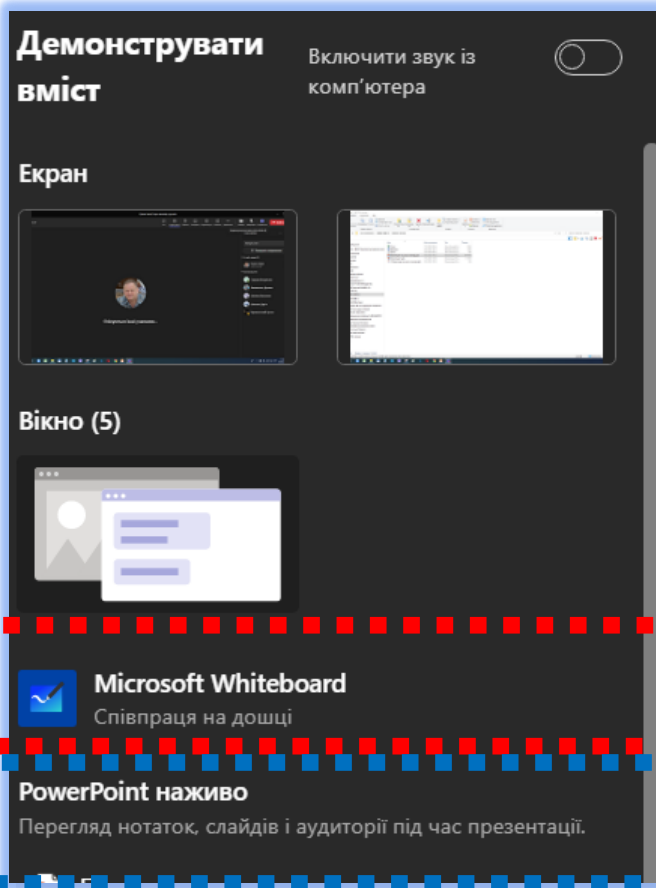 Демонструвати
вміст
Включити звук із
комп’ютера
Екран
Вікно (5)
Microsoft Whiteboard
Співпраця на дошці
PowerPoint наживо
Перегляд нотаток, слайдів і аудиторії під час презентації.